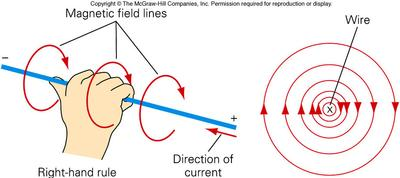 Copyright © The McGraw-Hill Companies, Inc. Permission required for reproduction or display.
Magnetic field lines
Wire
–
+
X
Right-hand rule
Direction of
current